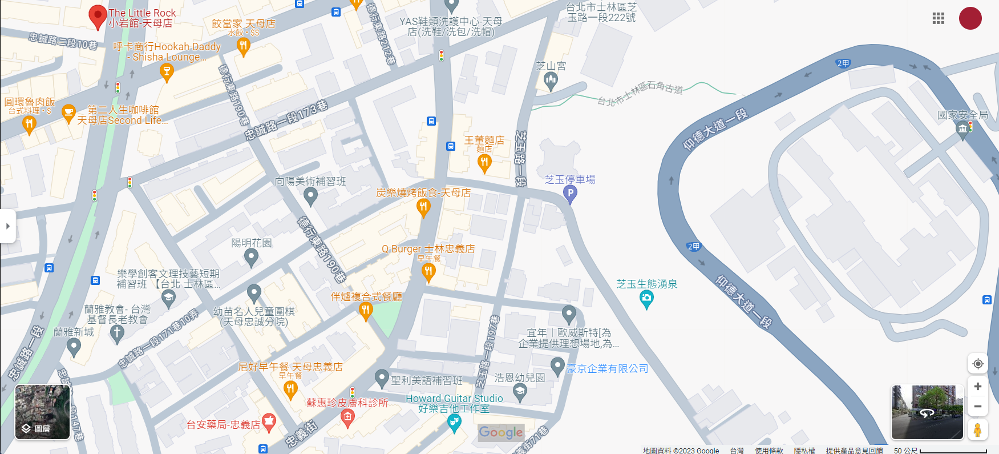 The Little Rock
小岩館-天母店
忠誠路二段10巷
餃當家 天母店
水餃・$$
呼卡商行Hookah Daddy
- Shisha Lounge...
德行東路212巷
YAS鞋類洗護中心-天母
店(洗鞋/洗包/洗帽)
台北市士林區芝
玉路一段222號
芝山宮
台北市士林區石角古道
2甲
仰德大道一段
國家安全局
圓環魯肉飯
台式料理・$
第二人生咖啡館
天母店Second Life...
德行東路190巷
忠誠路一段173巷
王董麵店
麵店
芝玉路一段
芝玉停車場
P
向陽美術補習班
炭樂燒烤飯食-天母店
德行東路190巷
陽明花園
Q Burger 士林忠義店
早午餐
2甲
仰德大道一段
樂學創客文理技藝短期
補習班 【台北 士林區...
芝玉生態湧泉
伴爐複合式餐廳
幼苗名人兒童圍棋
(天母忠誠分院)
蘭雅教會- 台灣
基督長老教會
蘭雅新城
忠誠路一段171巷10弄
忠誠路一段
芝玉路一段197巷
宜年｜歐威斯特[為
企業提供理想場地,為...
豪京企業有限公司
尼好早午餐 天母忠義店
早午餐
聖利美語補習班
浩恩幼兒園
蘇惠珍皮膚科診所
Howard Guitar Studio
好樂吉他工作室
台安藥局-忠義店
忠義街
街71巷
段147巷
圖層
Google
地圖資料 ©2023 Google
台灣
使用條款
隱私權
提供產品意見回饋
50 公尺